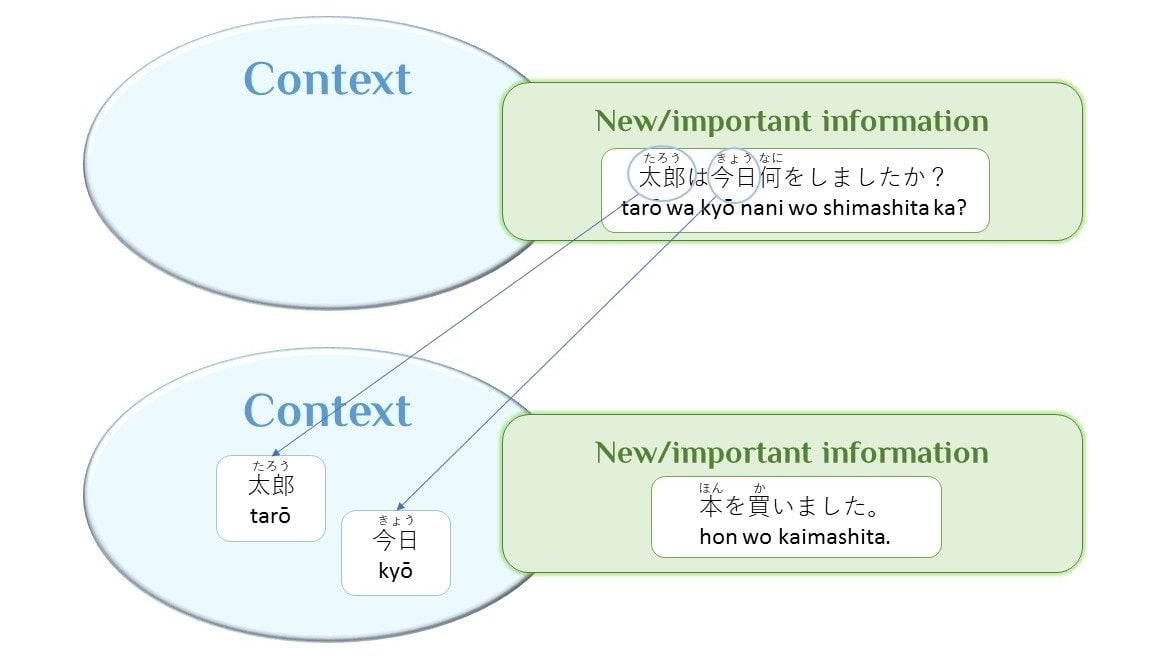 Context
New/important information
たろう きょう なに
太郎は今日何をしましたか？
tarō wa kyō nani wo shimashita ka?
Context
たろう
太郎
tarō
きょう
今日
kyō
New/important information
ほん か
本を買いました。
hon wo kaimashita.